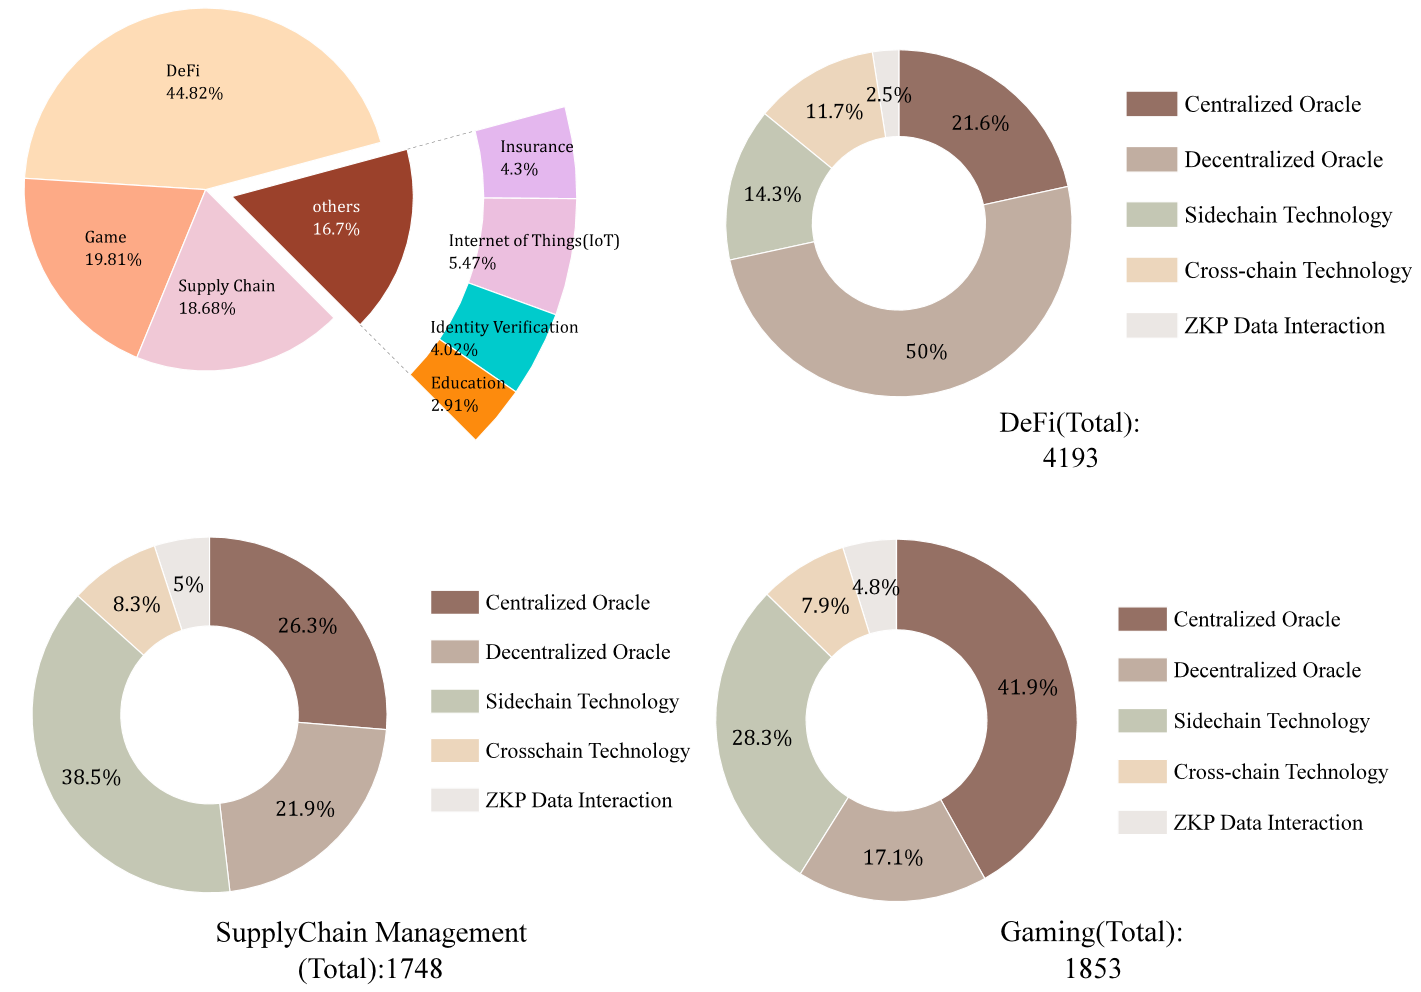 DeFi
44.82%
Game
19.81%
Supply Chain
18.68%
others
16.7%
Insurance
4.3%
Internet of Things(IoT)
5.47%
Identity Verification
4.02%
Education
2.91%
2.5%
11.7%
21.6%
14.3%
50%
Centralized Oracle
Decentralized Oracle
Sidechain Technology
Cross-chain Technology
ZKP Data Interaction
DeFi(Total):
4193
5%
8.3%
26.3%
38.5%
21.9%
Centralized Oracle
Decentralized Oracle
Sidechain Technology
Crosschain Technology
ZKP Data Interaction
SupplyChain Management
(Total):1748
4.8%
7.9%
41.9%
28.3%
17.1%
Centralized Oracle
Decentralized Oracle
Sidechain Technology
Cross-chain Technology
ZKP Data Interaction
Gaming(Total):
1853